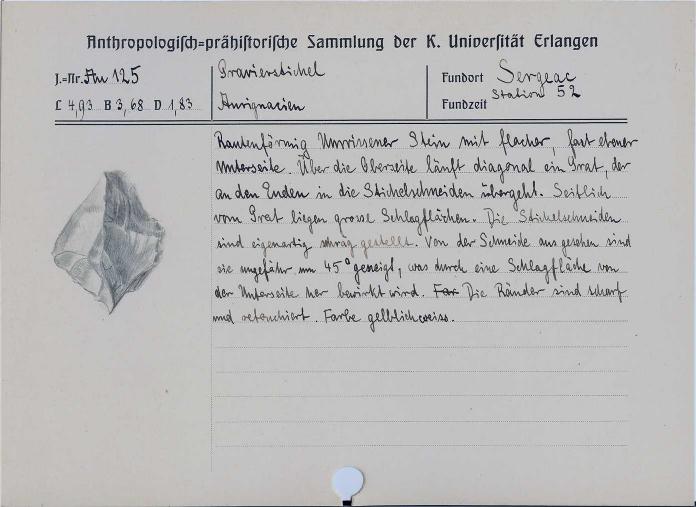 Anthropologisch=prähistorische Sammlung der K. Universität Erlangen
J.=Nr. Au 125
L 4,93 B 3,68 D 1,83
Gravierstichel
Aurignacien
Fundort Sergeac
Station 52
Fundzeit
Rautenförmig Umrissener Stein mit flacher, fast ebener
Unterseite. Über die Oberseite läuft diagonal ein Grat, der
an den Enden in die Stichelschneiden übergeht. Seitlich
vom Grat liegen grosse Schlagflächen. Die Stichelschneiden
sind eigenartig schräg gestellt. Von der Schneide aus gesehen sind
sie ungefähr um 45° geneigt, was durch eine Schlagfläche von
der Unterseite her bewirkt wird. Far Die Ränder sind scharf
und retouchiert. Farbe gelblichweiss.